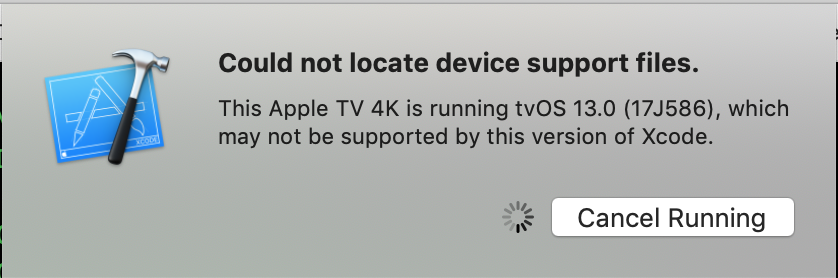 Could not locate device support files.
This Apple TV 4K is running tvOS 13.0 (17J586), which
may not be supported by this version of Xcode.
XCODE
Cancel Running